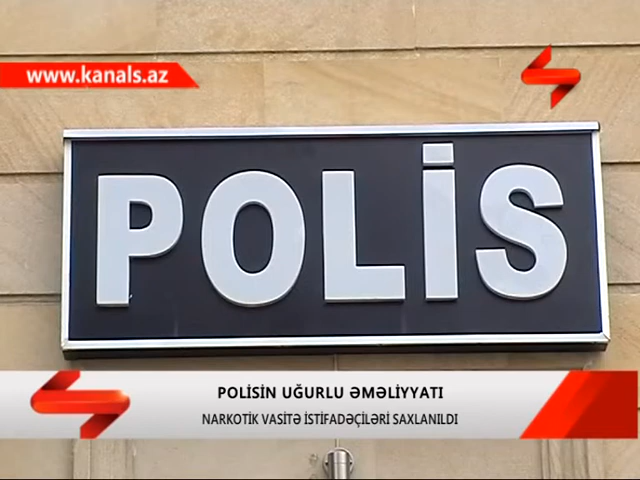 www.kanals.az
POLİS
POLİSİN UĞURLU ƏMƏLİYYATI
NARKOTİK VASİTƏ İSTİFADƏÇİLƏRİ SAXLANILDI